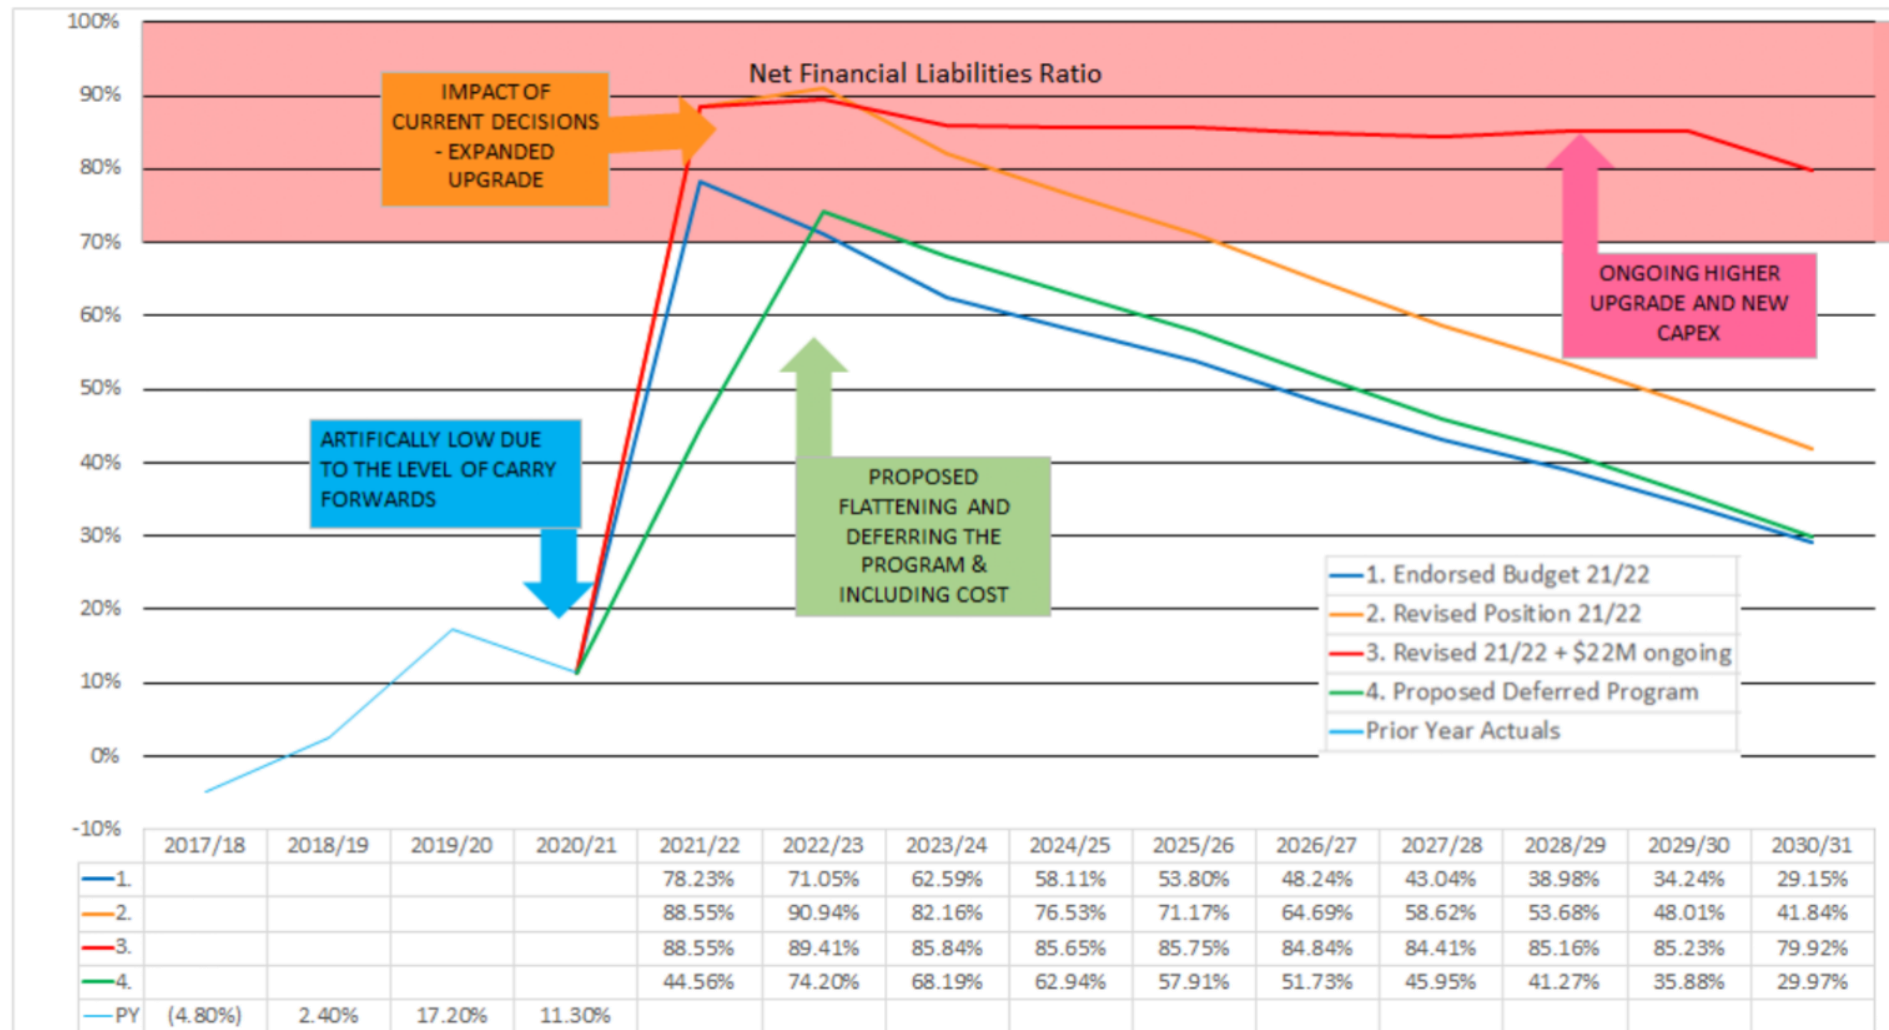 Net Financial Liabilities Ratio
100%
90%
80%
70%
60%
50%
40%
30%
20%
10%
0%
-10%
IMPACT OF
CURRENT DECISIONS
- EXPANDED
UPGRADE
ONGOING HIGHER
UPGRADE AND NEW
CAPEX
ARTIFICALLY LOW DUE
TO THE LEVEL OF CARRY
FORWARDS
PROPOSED
FLATTENING AND
DEFERRING THE
PROGRAM &
INCLUDING COST
1. Endorsed Budget 21/22
2. Revised Position 21/22
3. Revised 21/22 + $22M ongoing
4. Proposed Deferred Program
Prior Year Actuals
2017/18 2018/19 2019/20 2020/21 2021/22 2022/23 2023/24 2024/25 2025/26 2026/27 2027/28 2028/29 2029/30 2030/31
1. 78.23% 71.05% 62.59% 58.11% 53.80% 48.24% 43.04% 38.98% 34.24% 29.15%
2. 88.55% 90.94% 82.16% 76.53% 71.17% 64.69% 58.62% 53.68% 48.01% 41.84%
3. 88.55% 89.41% 85.84% 85.65% 85.75% 84.84% 84.41% 85.16% 85.23% 79.92%
4. 44.56% 74.20% 68.19% 62.94% 57.91% 51.73% 45.95% 41.27% 35.88% 29.97%
PY (4.80%) 2.40% 17.20% 11.30%